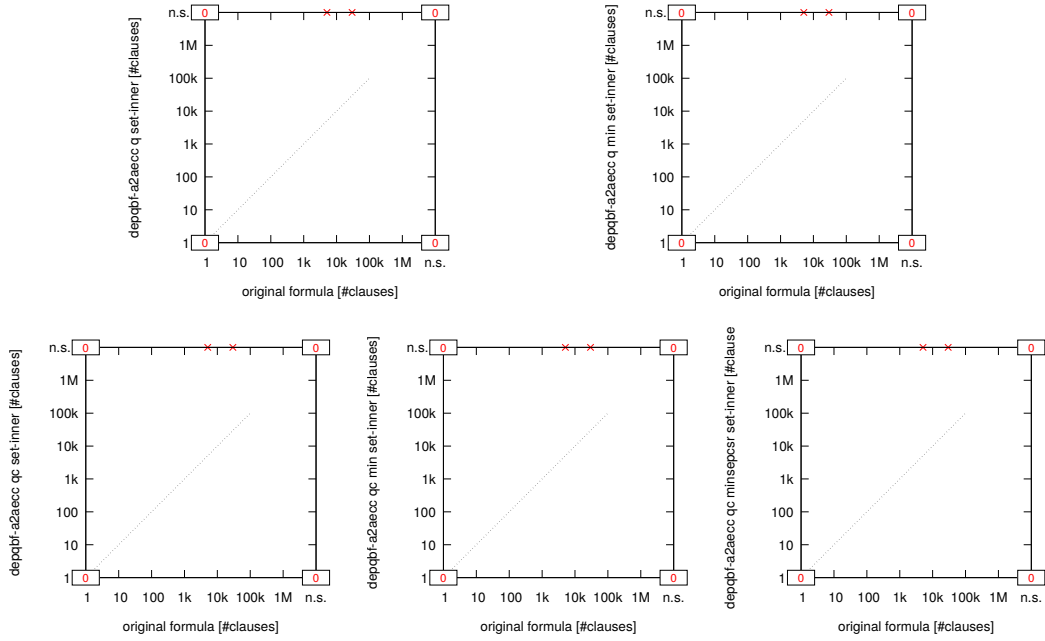 n.s. 0 0
1M
100k
10k
1k
100
10
1 0 0
1 10 100 1k 10k 100k 1M n.s.
original formula [#clauses]
depqbf-a2aecc q set-inner [#clauses]
n.s. 0 0
1M
100k
10k
1k
100
10
1 0 0
1 10 100 1k 10k 100k 1M n.s.
original formula [#clauses]
depqbf-a2aecc q min set-inner [#clauses]
n.s. 0 0
1M
100k
10k
1k
100
10
1 0 0
1 10 100 1k 10k 100k 1M n.s.
original formula [#clauses]
depqbf-a2aecc qc set-inner [#clauses]
n.s. 0 0
1M
100k
10k
1k
100
10
1 0 0
1 10 100 1k 10k 100k 1M n.s.
original formula [#clauses]
depqbf-a2aecc qc min set-inner [#clauses]
n.s. 0 0
1M
100k
10k
1k
100
10
1 0 0
1 10 100 1k 10k 100k 1M n.s.
original formula [#clauses]
depqbf-a2aecc qc minsepcsr set-inner [#clause